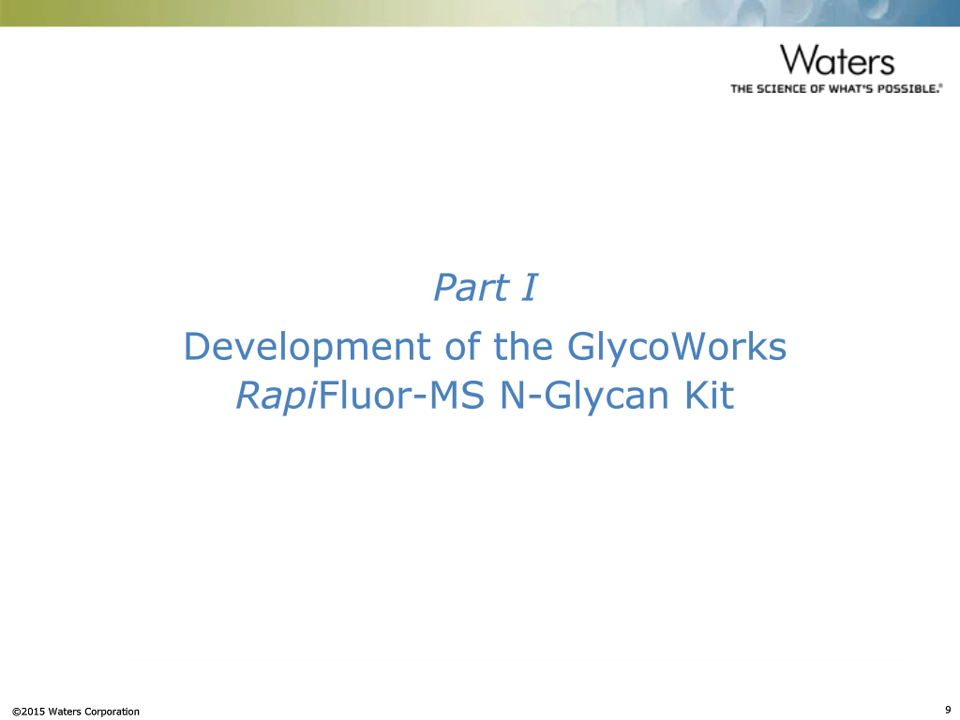 Waters
THE SCIENCE OF WHAT'S POSSIBLE.®
Part I
Development of the GlycoWorks
RapiFluor-MS N-Glycan Kit
©2015 Waters Corporation
9